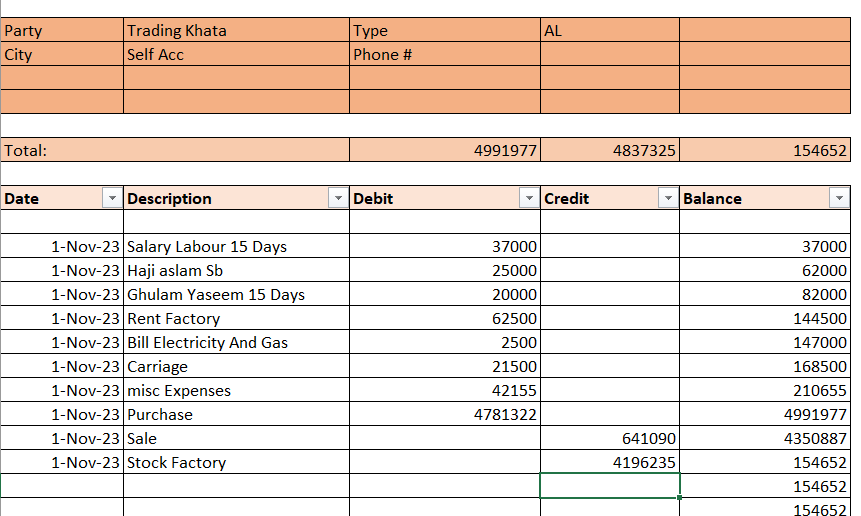 Party Trading Khata Type AL
City Self Acc Phone #
Total: 4991977 4837325 154652
Date Description Debit Credit Balance
1-Nov-23 Salary Labour 15 Days 37000 37000
1-Nov-23 Haji aslam Sb 25000 62000
1-Nov-23 Ghulam Yaseem 15 Days 20000 82000
1-Nov-23 Rent Factory 62500 144500
1-Nov-23 Bill Electricity And Gas 2500 147000
1-Nov-23 Carriage 21500 168500
1-Nov-23 misc Expenses 42155 210655
1-Nov-23 Purchase 4781322 4991977
1-Nov-23 Sale 641090 4350887
1-Nov-23 Stock Factory 4196235 154652
154652
154652